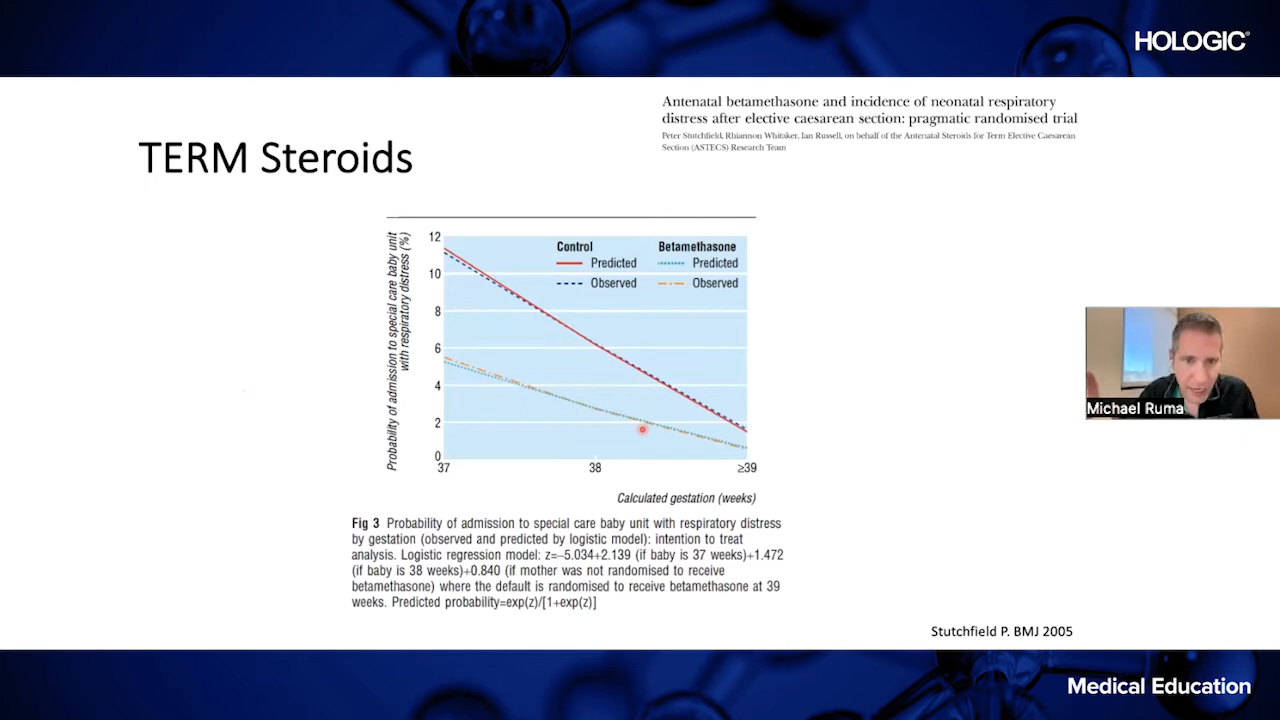 HOLOGIC®
Antenatal betamethasone and incidence of neonatal respiratory
distress after elective caesarean section: pragmatic randomised trial
Peter Stutchfield, Rhiannon Whitaker, Ian Russell, on behalf of the Antenatal Steroids for Term Elective Caesarean
Section (ASTECS) Research Team
TERM Steroids
Probability of admission to special care baby unit
with respiratory distress (%)
12
10
8
6
4
2
0
Control
Predicted
Observed
Betamethasone
Predicted
Observed
37
38
≥39
Calculated gestation (weeks)
Michael Ruma
Fig 3 Probability of admission to special care baby unit with respiratory distress
by gestation (observed and predicted by logistic model): intention to treat
analysis. Logistic regression model: z=–5.034+2.139 (if baby is 37 weeks)+1.472
(if baby is 38 weeks)+0.840 (if mother was not randomised to receive
betamethasone) where the default is randomised to receive betamethasone at 39
weeks. Predicted probability=exp(z)/[1+exp(z)]
Stutchfield P. BMJ 2005
Medical Education